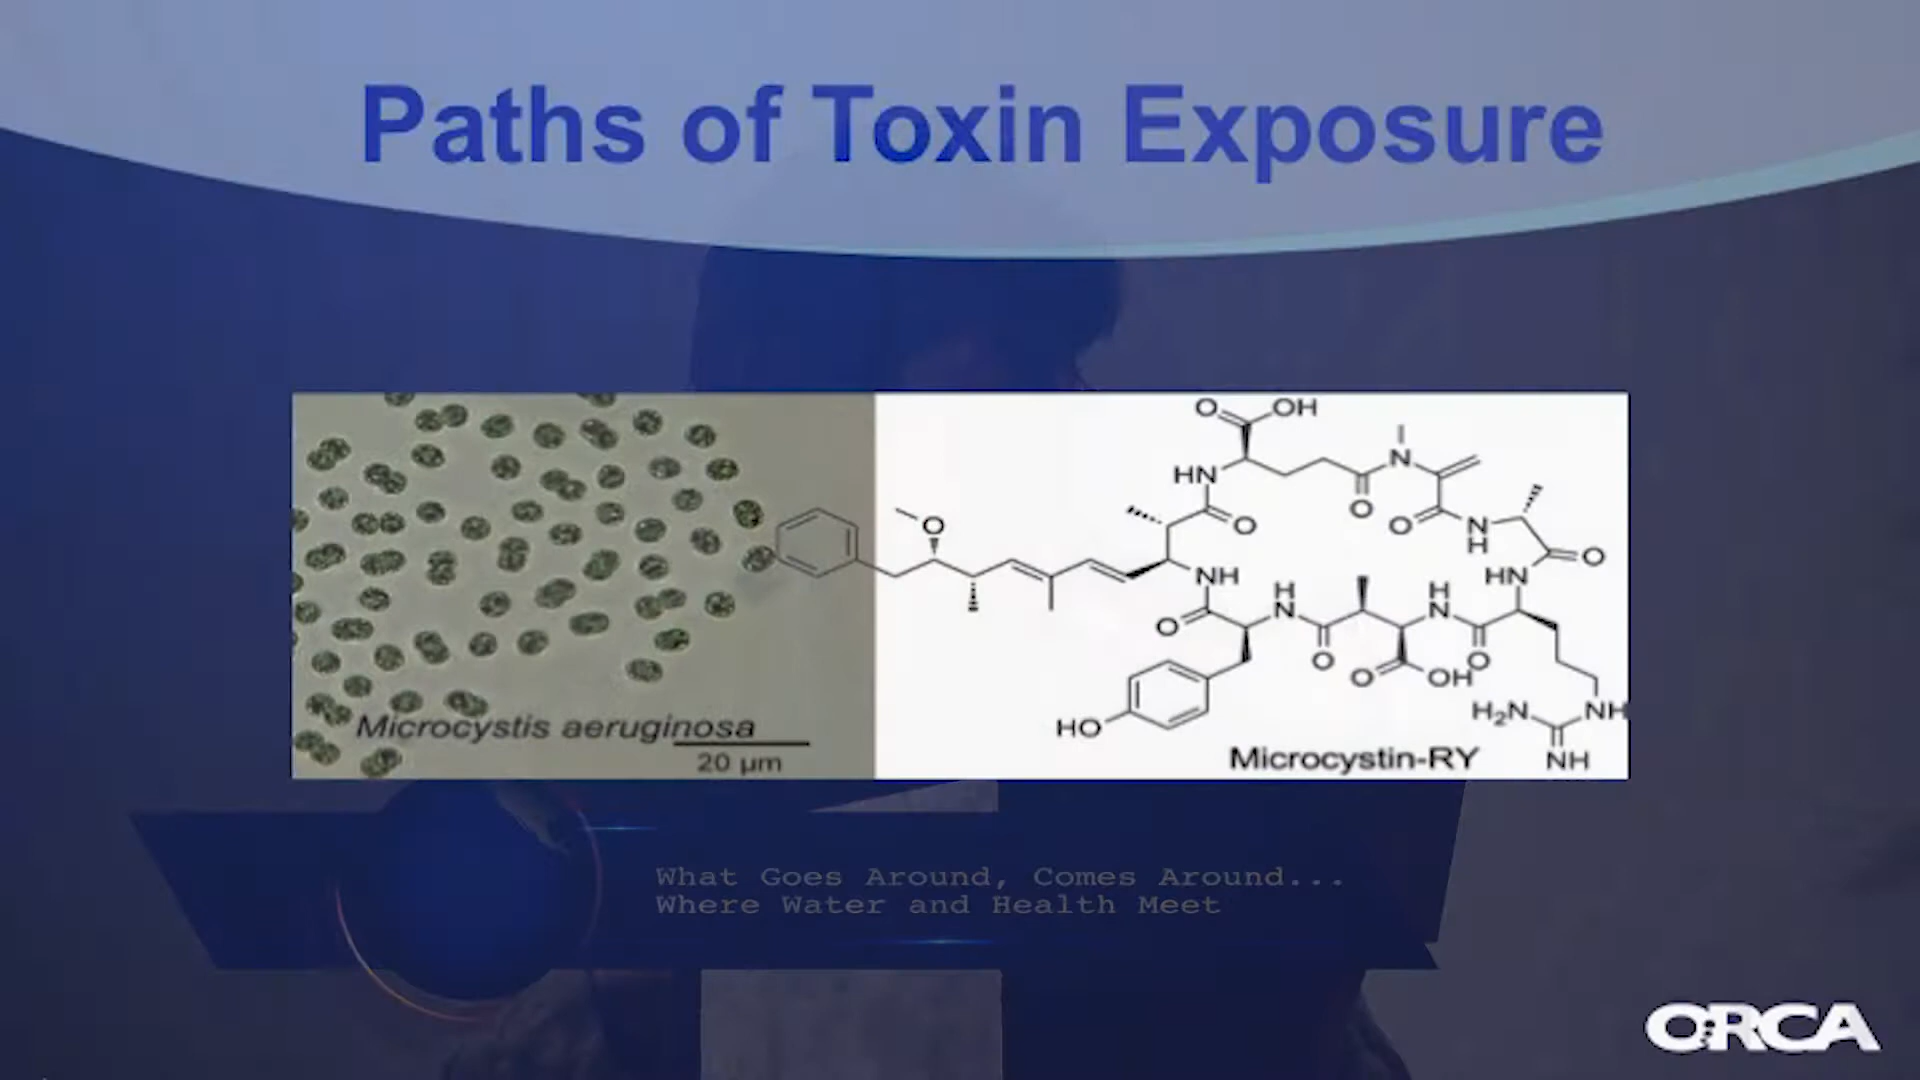 Paths of Toxin Exposure
O
OH
HN
N
O
O
O
O
N
H
O
NH
HN
O
H
N
H
N
O
O
O
OH
O
HO
H₂N
NH
NH
Microcystis aeruginosa
20 µm
Microcystin-RY
What Goes Around, Comes Around...
Where Water and Health Meet
ORCA